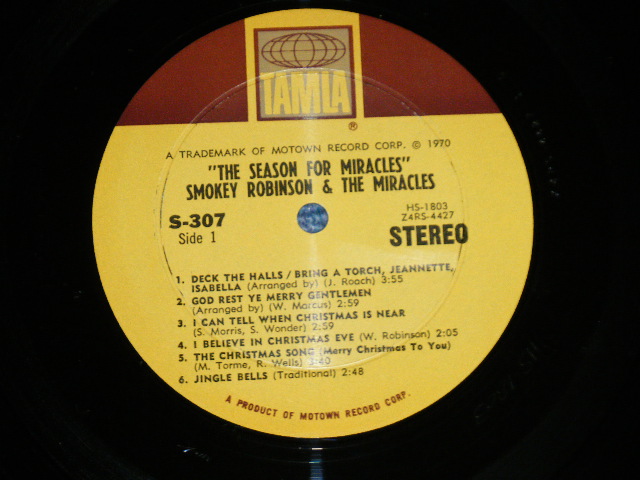 TAMLA
®
A TRADEMARK OF MOTOWN RECORD CORP. © 1970
"THE SEASON FOR MIRACLES"
SMOKEY ROBINSON & THE MIRACLES
S-307
Side 1
HS-1803
Z4RS-4427
STEREO
1. DECK THE HALLS / BRING A TORCH, JEANNETTE,
ISABELLA (Arranged by) (J. Roach) 3:55
2. GOD REST YE MERRY GENTLEMEN
(Arranged by) (W. Marcus) 2:59
3. I CAN TELL WHEN CHRISTMAS IS NEAR
(S. Morris, S. Wonder) 2:59
4. I BELIEVE IN CHRISTMAS EVE (W. Robinson) 2:05
5. THE CHRISTMAS SONG (Merry Christmas To You)
(M. Torme, R. Wells) 3:40
6. JINGLE BELLS (Traditional) 2:48
A PRODUCT OF MOTOWN RECORD CORP.